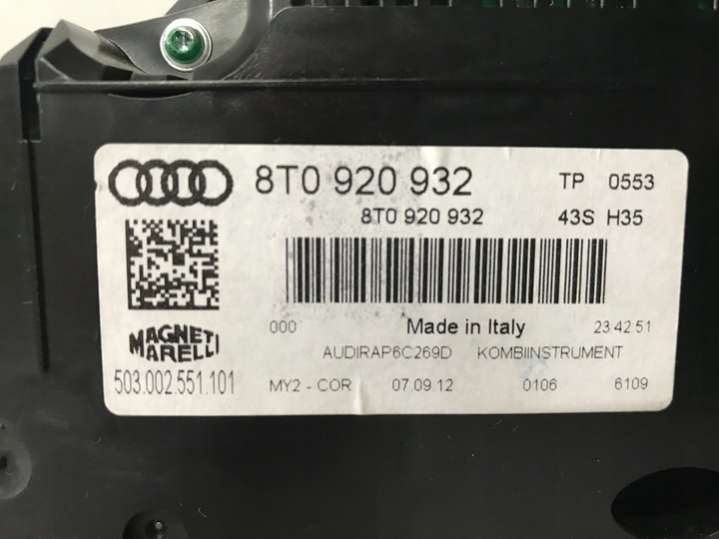 8T0 920 932 TP 0553
8T0 920 932 43S H35
000 Made in Italy 23 42 51
MAGNETI MARELLI
AUDIRAP6C269D KOMBIINSTRUMENT
503.002.551.101 MY2 - COR 07.09.12 0106 6109